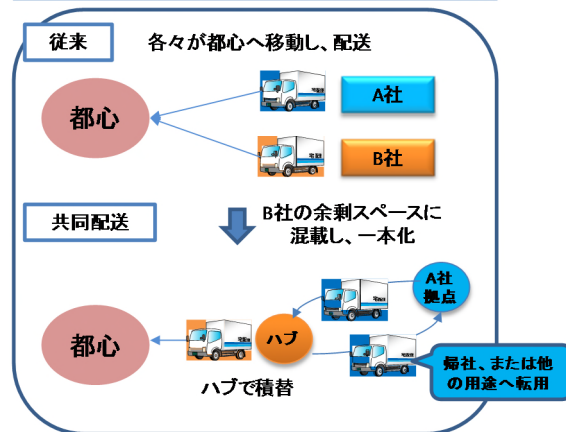 従来
各々が都心へ移動し、配送
都心
A社
B社
共同配送
B社の余剰スペースに
混載し、一本化
A社
拠点
都心
ハブ
ハブで積替
帰社、または他
の用途へ転用